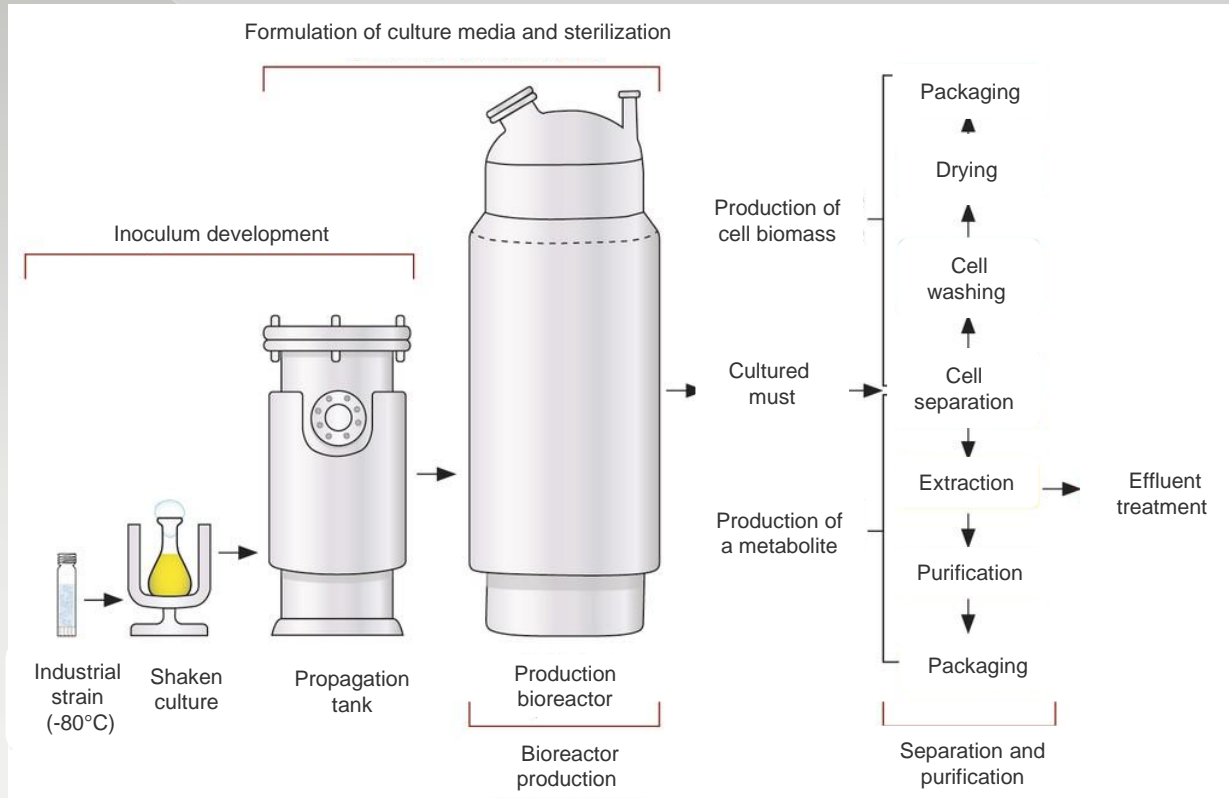 Formulation of culture media and sterilization
Inoculum development
Industrial
strain
(-80°C)
Shaken
culture
Propagation
tank
Production
bioreactor
Bioreactor
production
Cultured
must
Production of
cell biomass
Production of
a metabolite
Packaging
Drying
Cell
washing
Cell
separation
Extraction
Purification
Packaging
Effluent
treatment
Separation and
purification